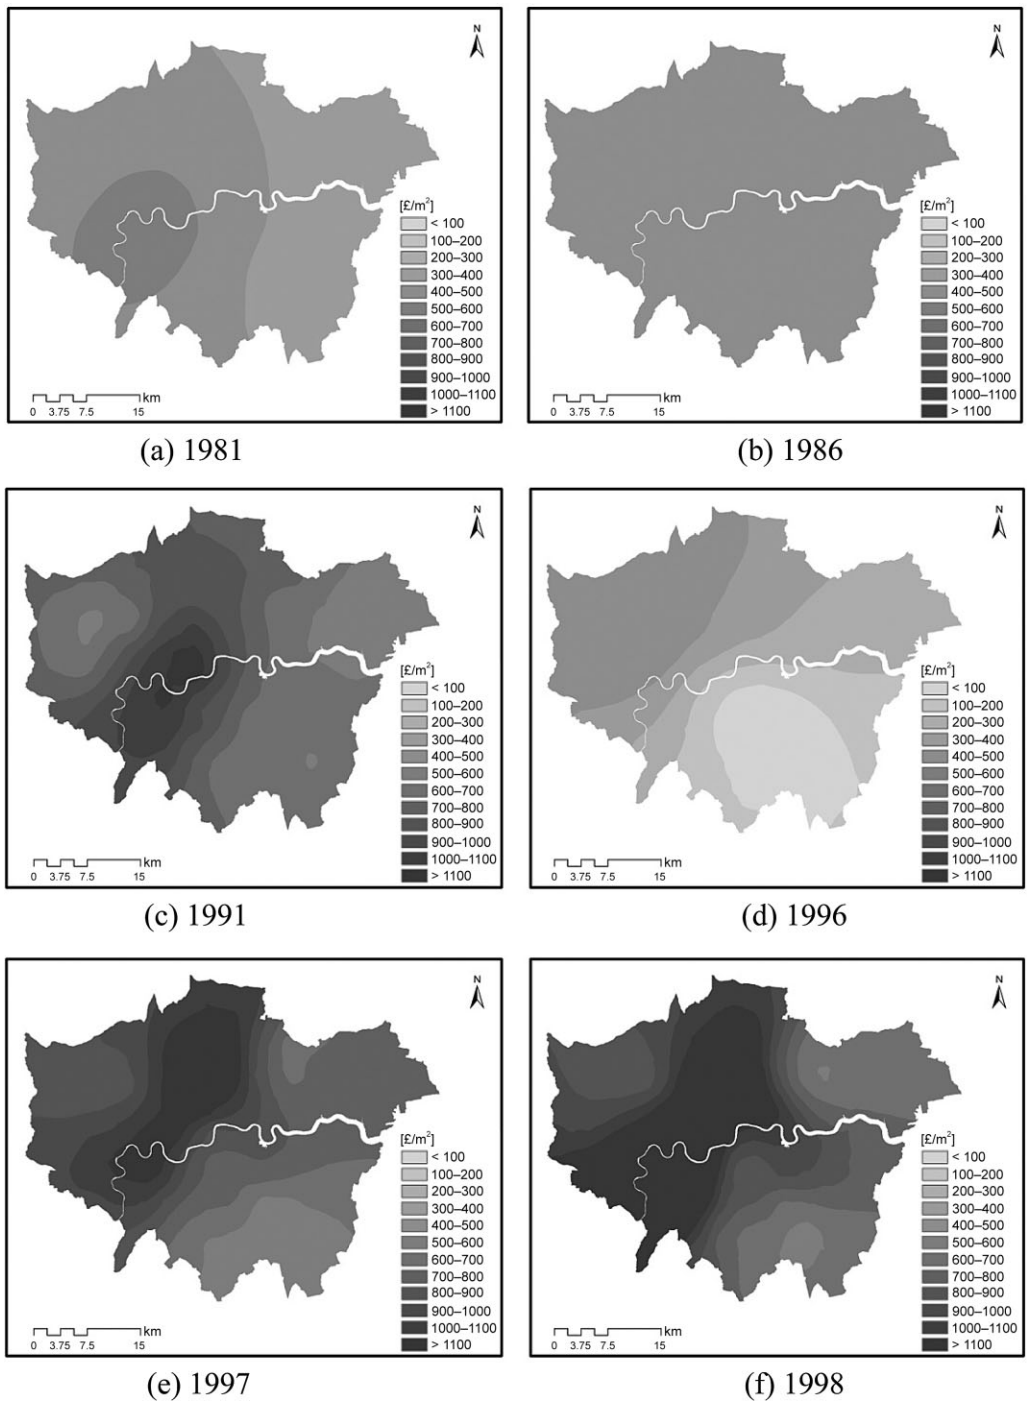 N
[£/m²]
< 100
100–200
200–300
300–400
400–500
500–600
600–700
700–800
800–900
900–1000
1000–1100
> 1100
km
0 3.75 7.5 15
(a) 1981
N
[£/m²]
< 100
100–200
200–300
300–400
400–500
500–600
600–700
700–800
800–900
900–1000
1000–1100
> 1100
km
0 3.75 7.5 15
(b) 1986
N
[£/m²]
< 100
100–200
200–300
300–400
400–500
500–600
600–700
700–800
800–900
900–1000
1000–1100
> 1100
km
0 3.75 7.5 15
(c) 1991
N
[£/m²]
< 100
100–200
200–300
300–400
400–500
500–600
600–700
700–800
800–900
900–1000
1000–1100
> 1100
km
0 3.75 7.5 15
(d) 1996
N
[£/m²]
< 100
100–200
200–300
300–400
400–500
500–600
600–700
700–800
800–900
900–1000
1000–1100
> 1100
km
0 3.75 7.5 15
(e) 1997
N
[£/m²]
< 100
100–200
200–300
300–400
400–500
500–600
600–700
700–800
800–900
900–1000
1000–1100
> 1100
km
0 3.75 7.5 15
(f) 1998